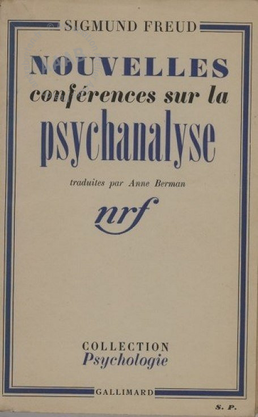 SIGMUND FREUD
NOUVELLES
conférences sur la
psychanalyse
traduites par Anne Berman
nrf
COLLECTION
Psychologie
GALLIMARD
S. P.